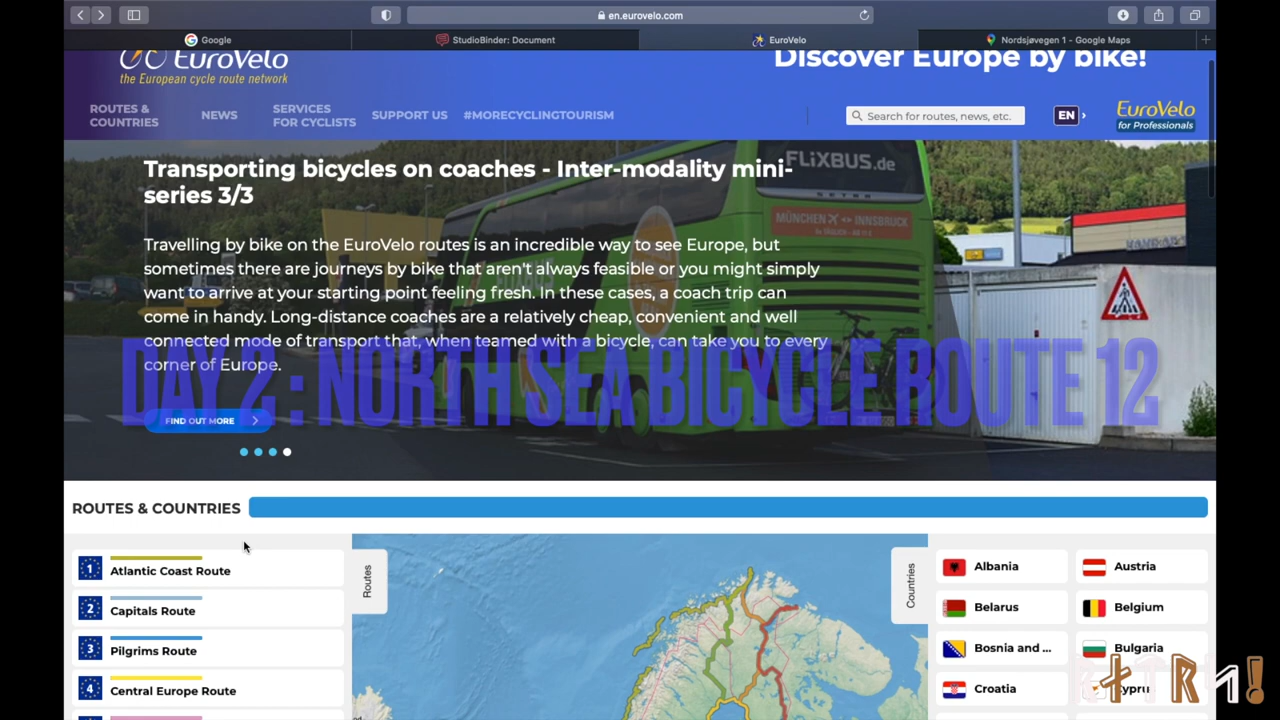 en.eurovelo.com
Google
StudioBinder: Document
EuroVelo
Nordsjøvegen 1 - Google Maps
EUROVELO
the European cycle route network
Discover Europe by bike!
ROUTES &
COUNTRIES
NEWS
SERVICES
FOR CYCLISTS
SUPPORT US
#MORECYCLINGTOURISM
Search for routes, news, etc.
EN
EuroVelo
for Professionals
Transporting bicycles on coaches - Inter-modality mini-
series 3/3
FLiXBUS.de
MÜNCHEN INNSBRUCK
Travelling by bike on the EuroVelo routes is an incredible way to see Europe, but
sometimes there are journeys by bike that aren't always feasible or you might simply
want to arrive at your starting point feeling fresh. In these cases, a coach trip can
come in handy. Long-distance coaches are a relatively cheap, convenient and well
connected mode of transport that, when teamed with a bicycle, can take you to every
corner of Europe.
DAY 2 : NORTH SEA BICYCLE ROUTE 12
FIND OUT MORE
ROUTES & COUNTRIES
1 Atlantic Coast Route
2 Capitals Route
3 Pilgrims Route
4 Central Europe Route
Routes
Countries
Albania
Austria
Belarus
Belgium
Bosnia and ...
Bulgaria
Croatia
Cypru